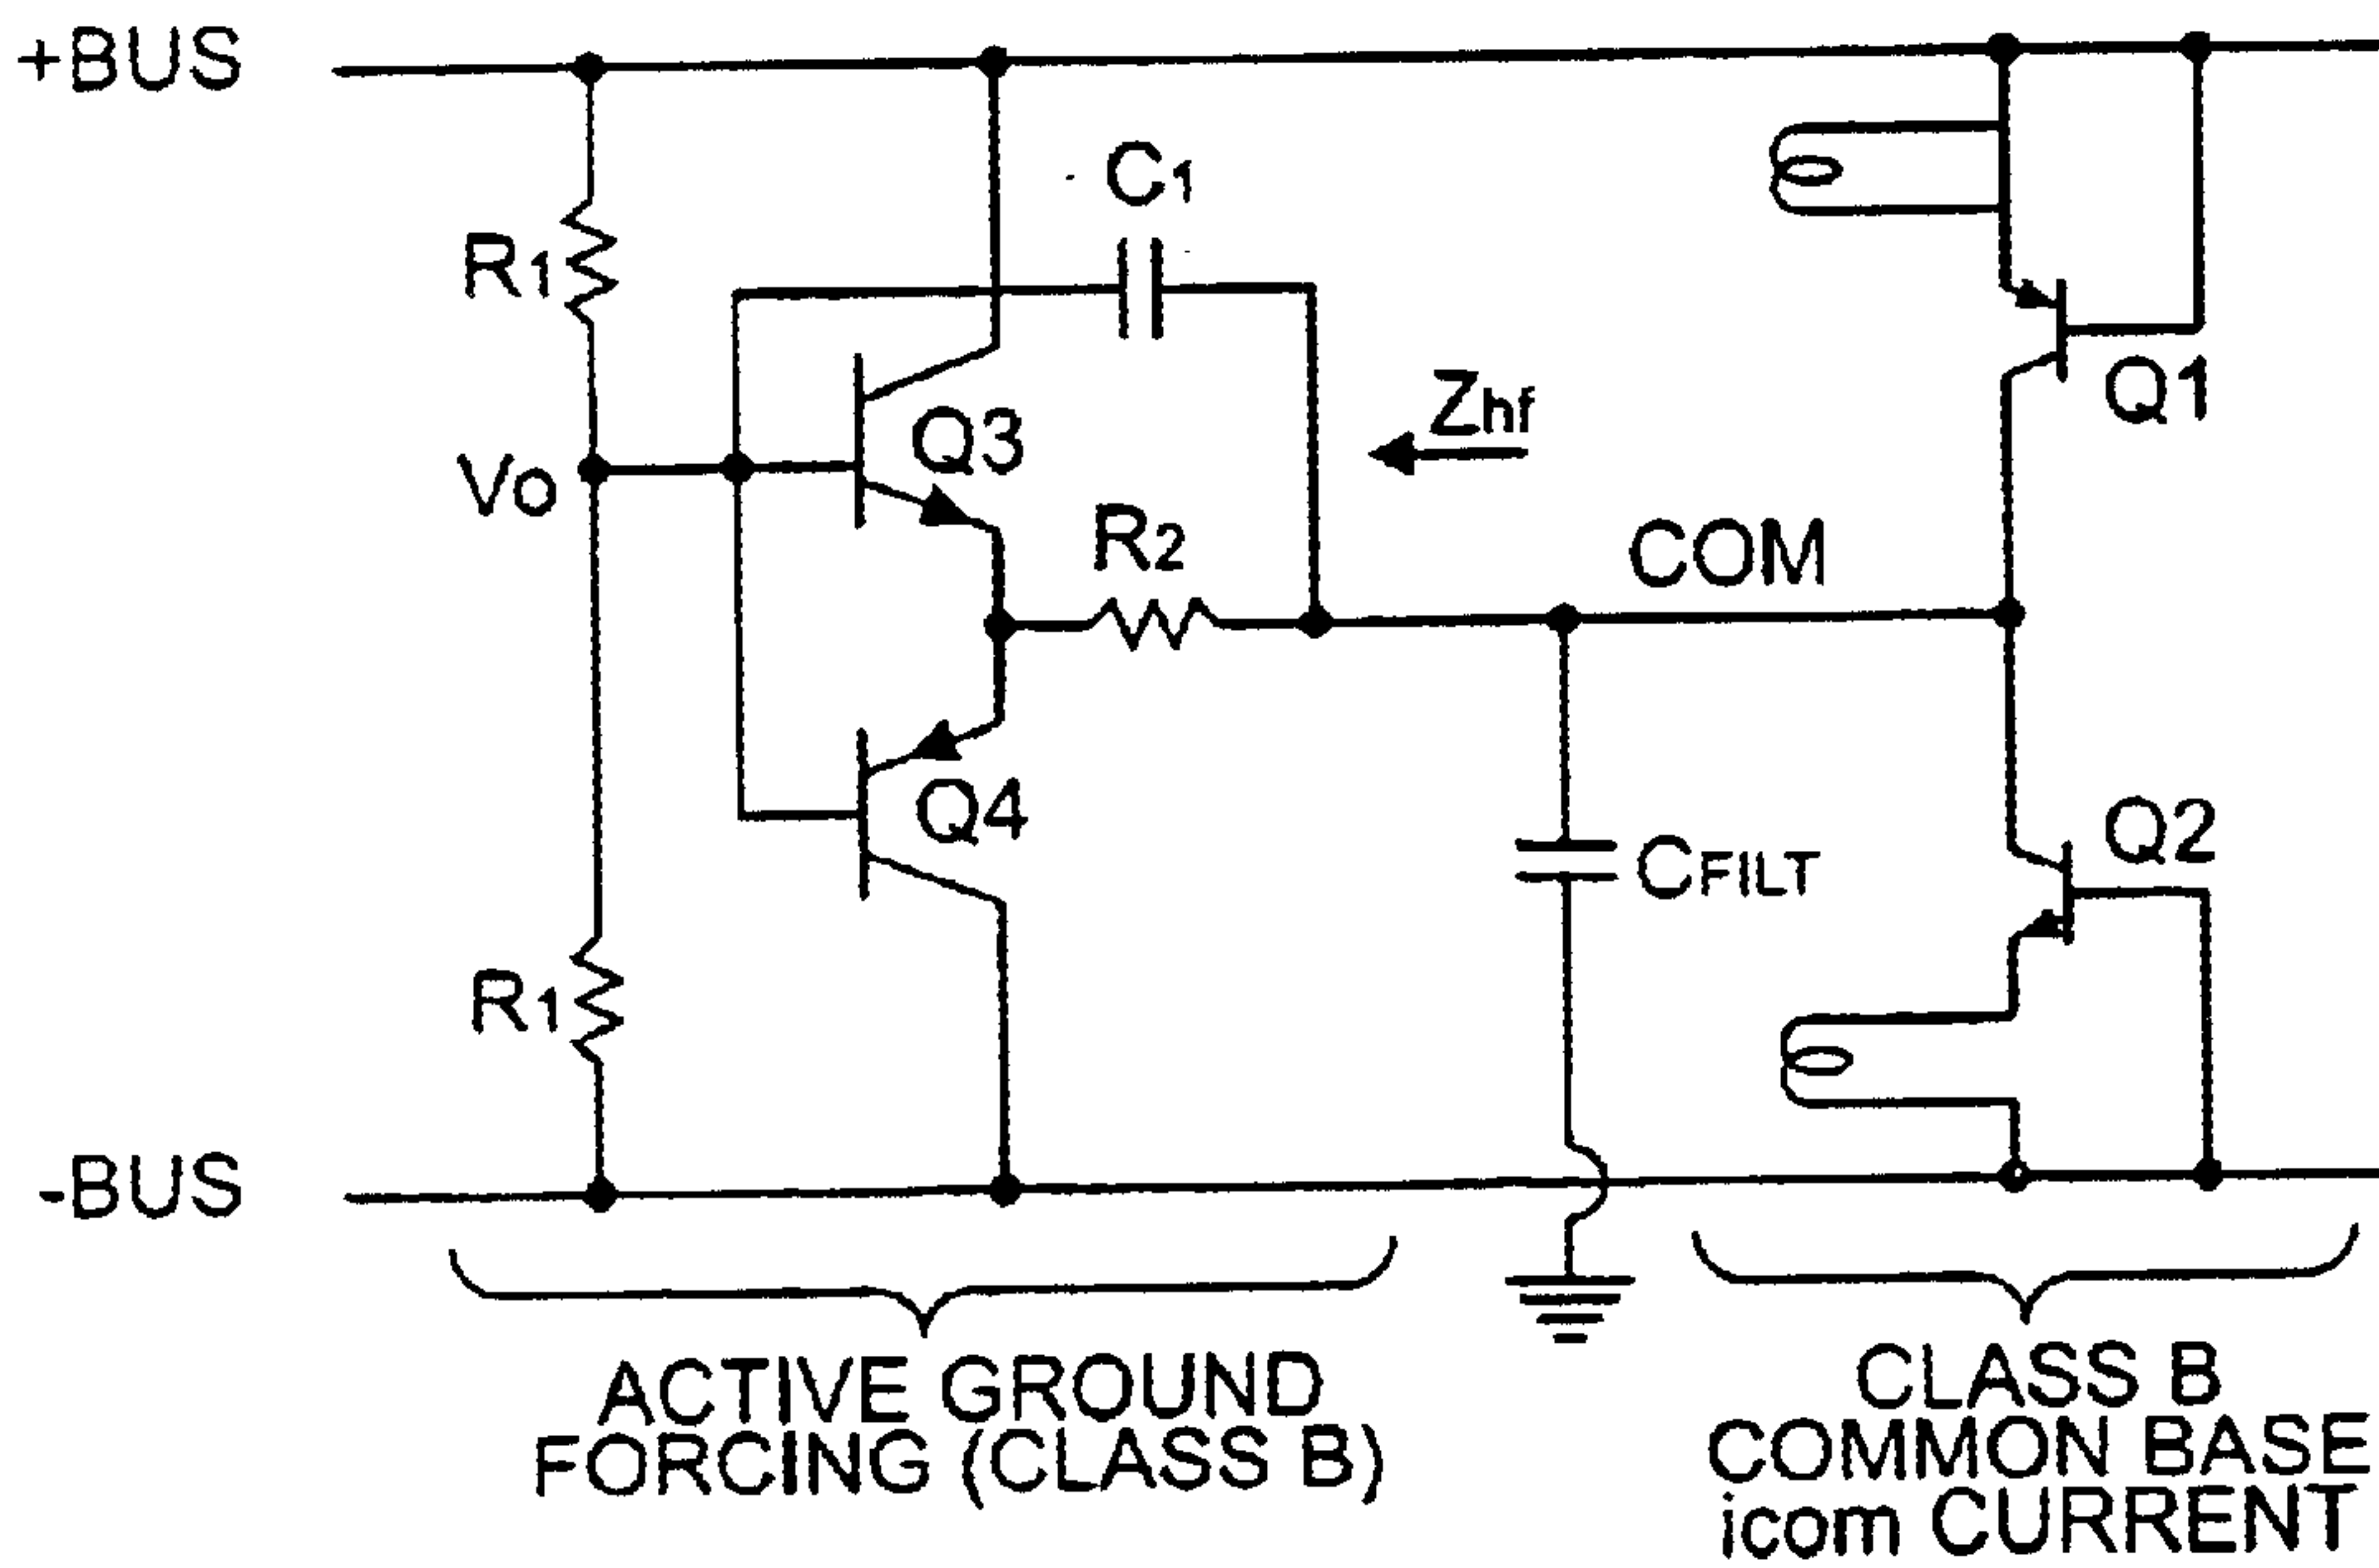 +BUS
C1
R1
Zhf
Q1
Q3
Vo
R2
COM
Q4
Q2
CFILT
R1
-BUS
ACTIVE GROUND
FORCING (CLASS B)
CLASS B
COMMON BASE
icom CURRENT